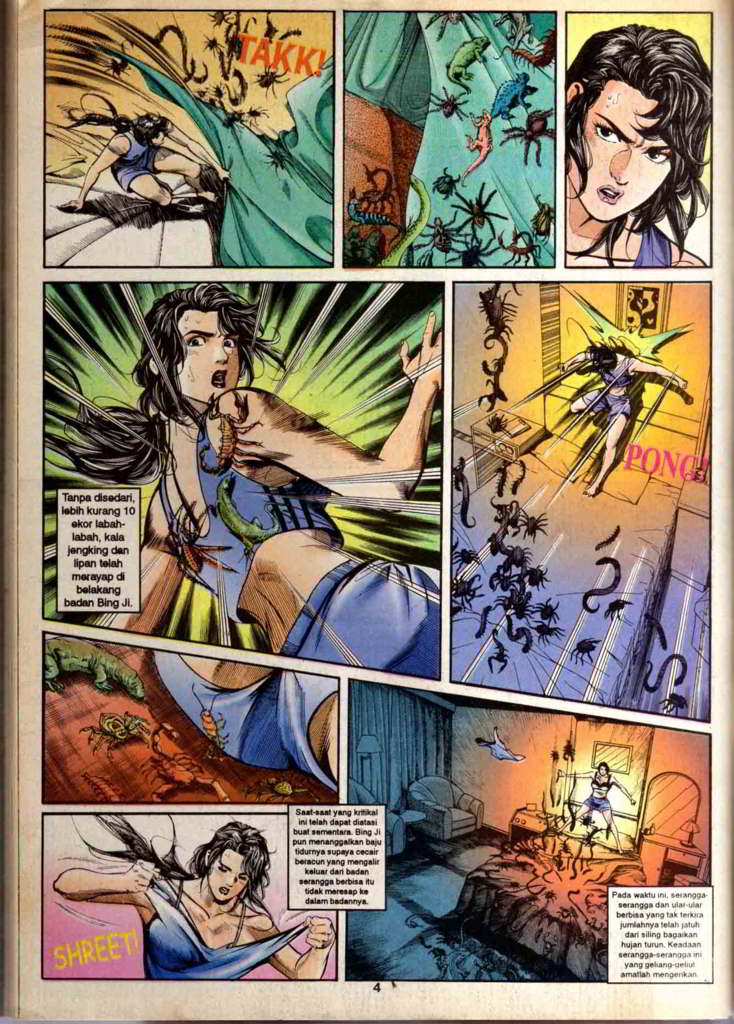 TAKK!
Tanpa disedari,
lebih kurang 10
ekor labah-
labah, kala
jengking dan
lipan telah
merayap di
belakang
badan Bing Ji.
PONG!
Saat-saat yang kritikal
ini telah dapat diatasi
buat sementara. Bing Ji
pun menanggalkan baju
tidurnya supaya cecair
beracun yang mengalir
keluar dari badan
serangga berbisa itu
tidak meresap ke
dalam badannya.
SHREET!
Pada waktu ini, serangga-
serangga dan ular-ular
berbisa yang tak terkira
jumlahnya telah jatuh
dari siling bagaikan
hujan turun. Keadaan
serangga-serangga ini
yang geliang-geliut
amatlah mengerikan.
4